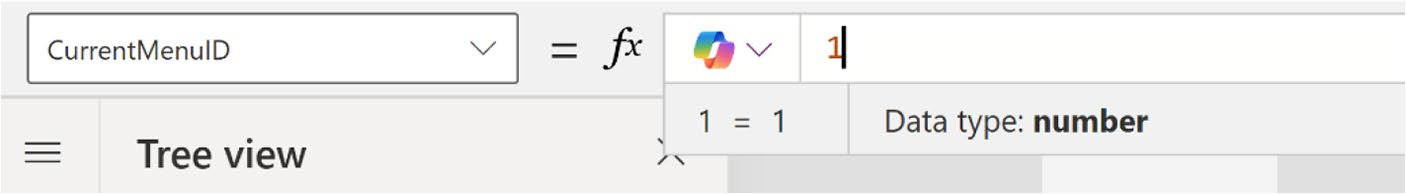 CurrentMenuID = fx 1
1 = 1 Data type: number
Tree view